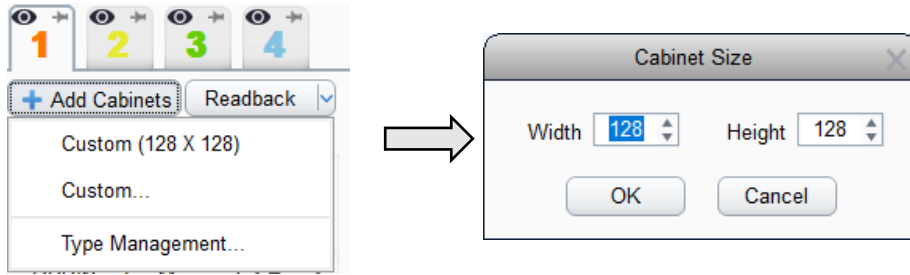 1 2 3 4
Add Cabinets Readback
Custom (128 X 128)
Custom...
Type Management...
Cabinet Size
Width 128 Height 128
OK Cancel